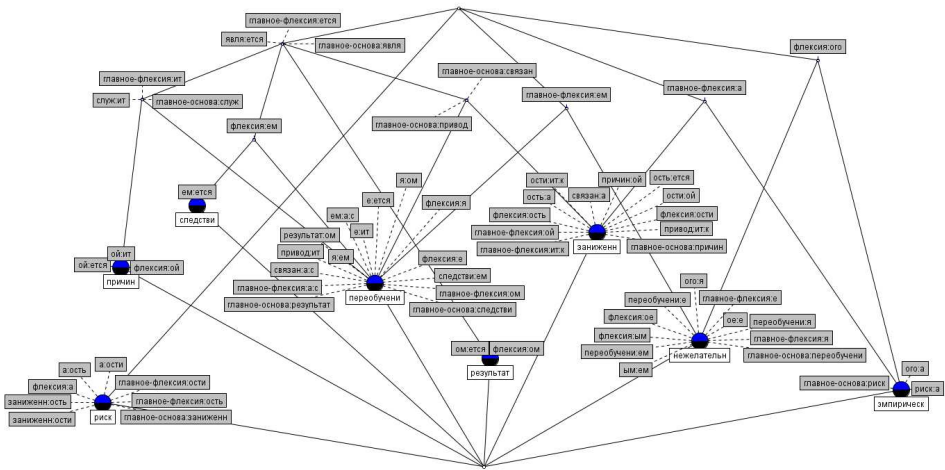 главное-флексия:ется
явля:ется
главное-основа:явля
флексия:ого
главное-основа:связан
главное-флексия:ит
главное-флексия:а
служ:ит
главное-основа:служ
главное-флексия:ем
флексия:ем
главное-основа:привод
я:ом
ости:ит:х
причин:ой
ость:ется
ем:ется
е:ется
флексия:я
ость:а
связан:а
ости:ой
следстви
ем:а:с
флексия:ость
флексия:ости
результат:ом
е:ит
главное-флексия:ой
привод:ит:х
ой:ит
привод:ит
я:ем
флексия:е
главное-флексия:ит:х
заниженн
главное-основа:причин
ой:ется
флексия:ой
связан:а:с
следстви:ем
ого:я
причин
главное-флексия:а:с
переобучени
главное-флексия:ом
переобучени:е
главное-флексия:е
главное-основа:результат
главное-основа:следстви
флексия:ое
ое:е
переобучени:я
флексия:ым
главное-флексия:я
ом:ется
флексия:ом
переобучени:ем
нежелательн
главное-основа:переобучени
а:ость
а:ости
результат
ым:ем
ого:а
флексия:а
главное-флексия:ости
главное-основа:риск
риск:а
заниженн:ость
главное-флексия:ость
эмпирическ
заниженн:ости
риск
главное-основа:заниженн